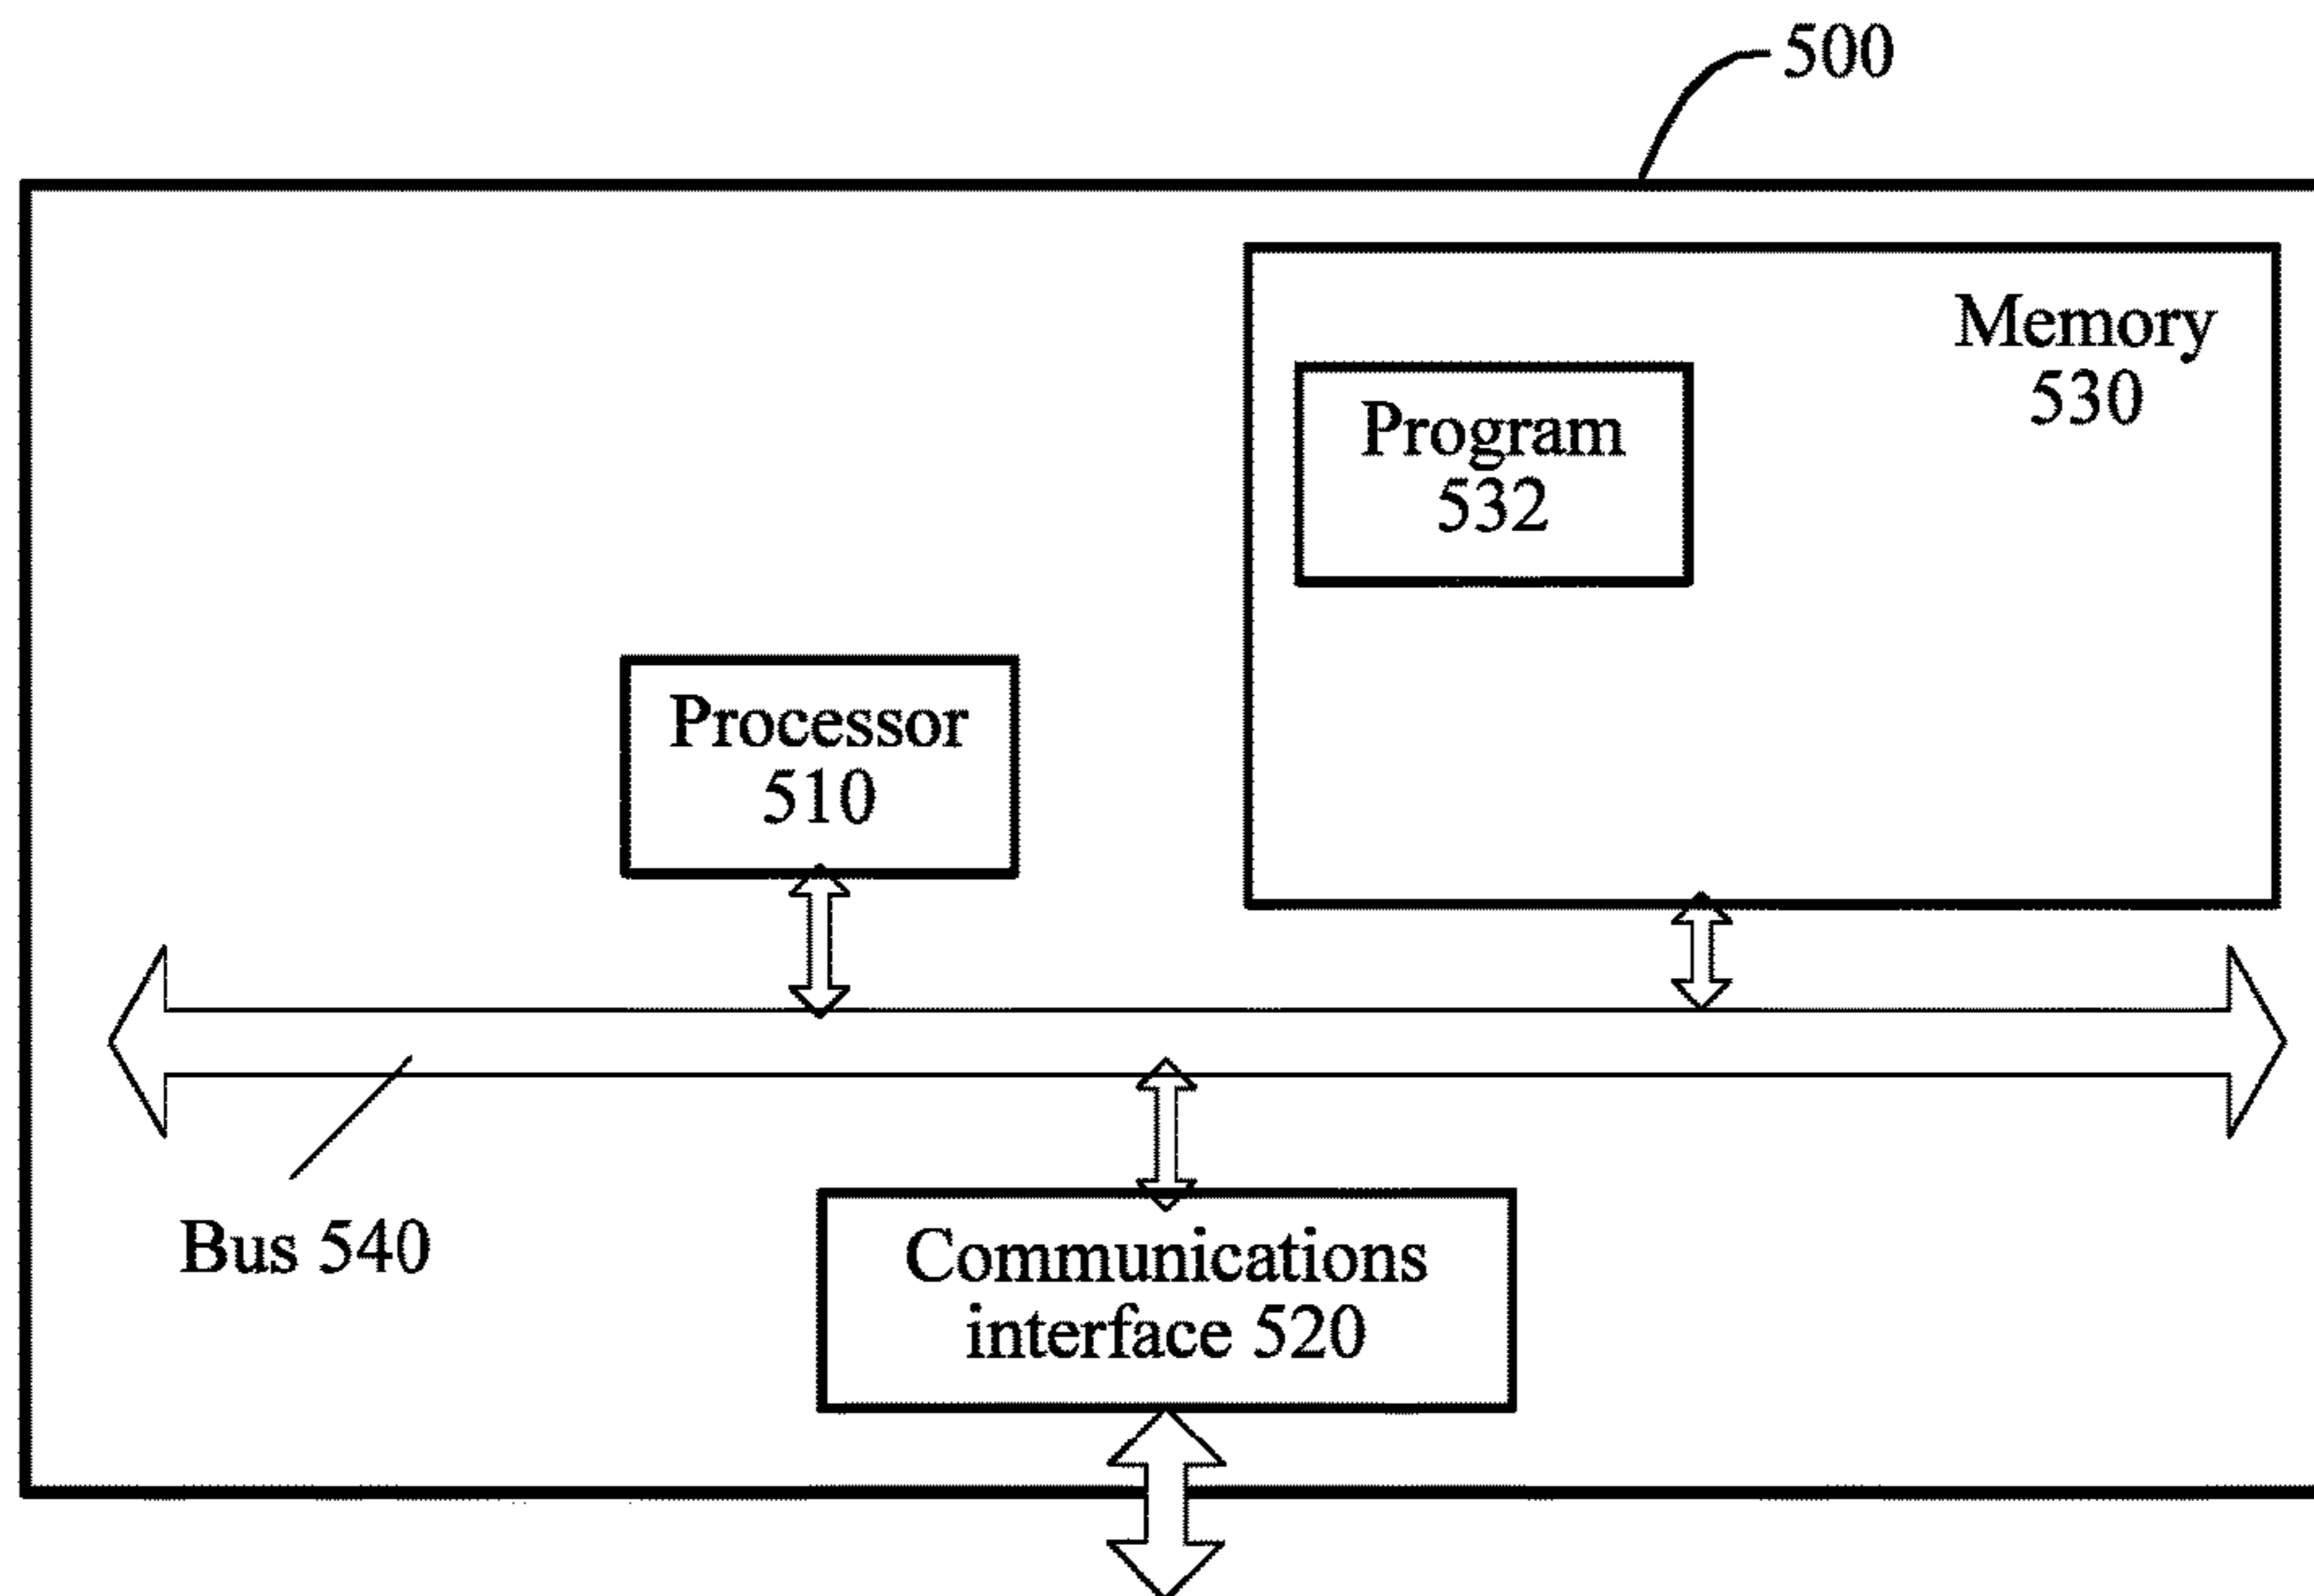 500
Memory
530
Program
532
Processor
510
Bus 540
Communications
interface 520